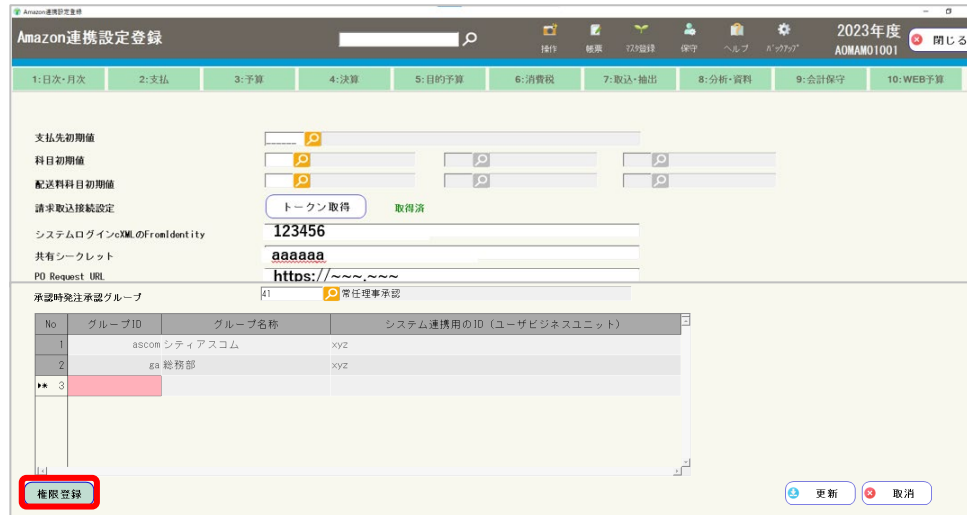 Amazon連携設定登録
Amazon連携設定登録
操作 帳票 マスタ登録 保守 ヘルプ バックアップ
2023年度
AOMAMO1001
閉じる
1:日次・月次 2:支払 3:予算 4:決算 5:目的予算 6:消費税 7:取込・抽出 8:分析・資料 9:会計保守 10:WEB予算
支払先初期値
科目初期値
配送料科目初期値
請求取込接続設定 トークン取得 取得済
システムログインcXMLのFromIdentity 123456
共有シークレット aaaaaa
PO Request URL https://~~~.~~~
承認時発注承認グループ 41 常任理事承認
No グループID グループ名称 システム連携用のID (ユーザビジネスユニット)
1 ascom シティアスコム xyz
2 ga 総務部 xyz
3
権限登録 更新 取消